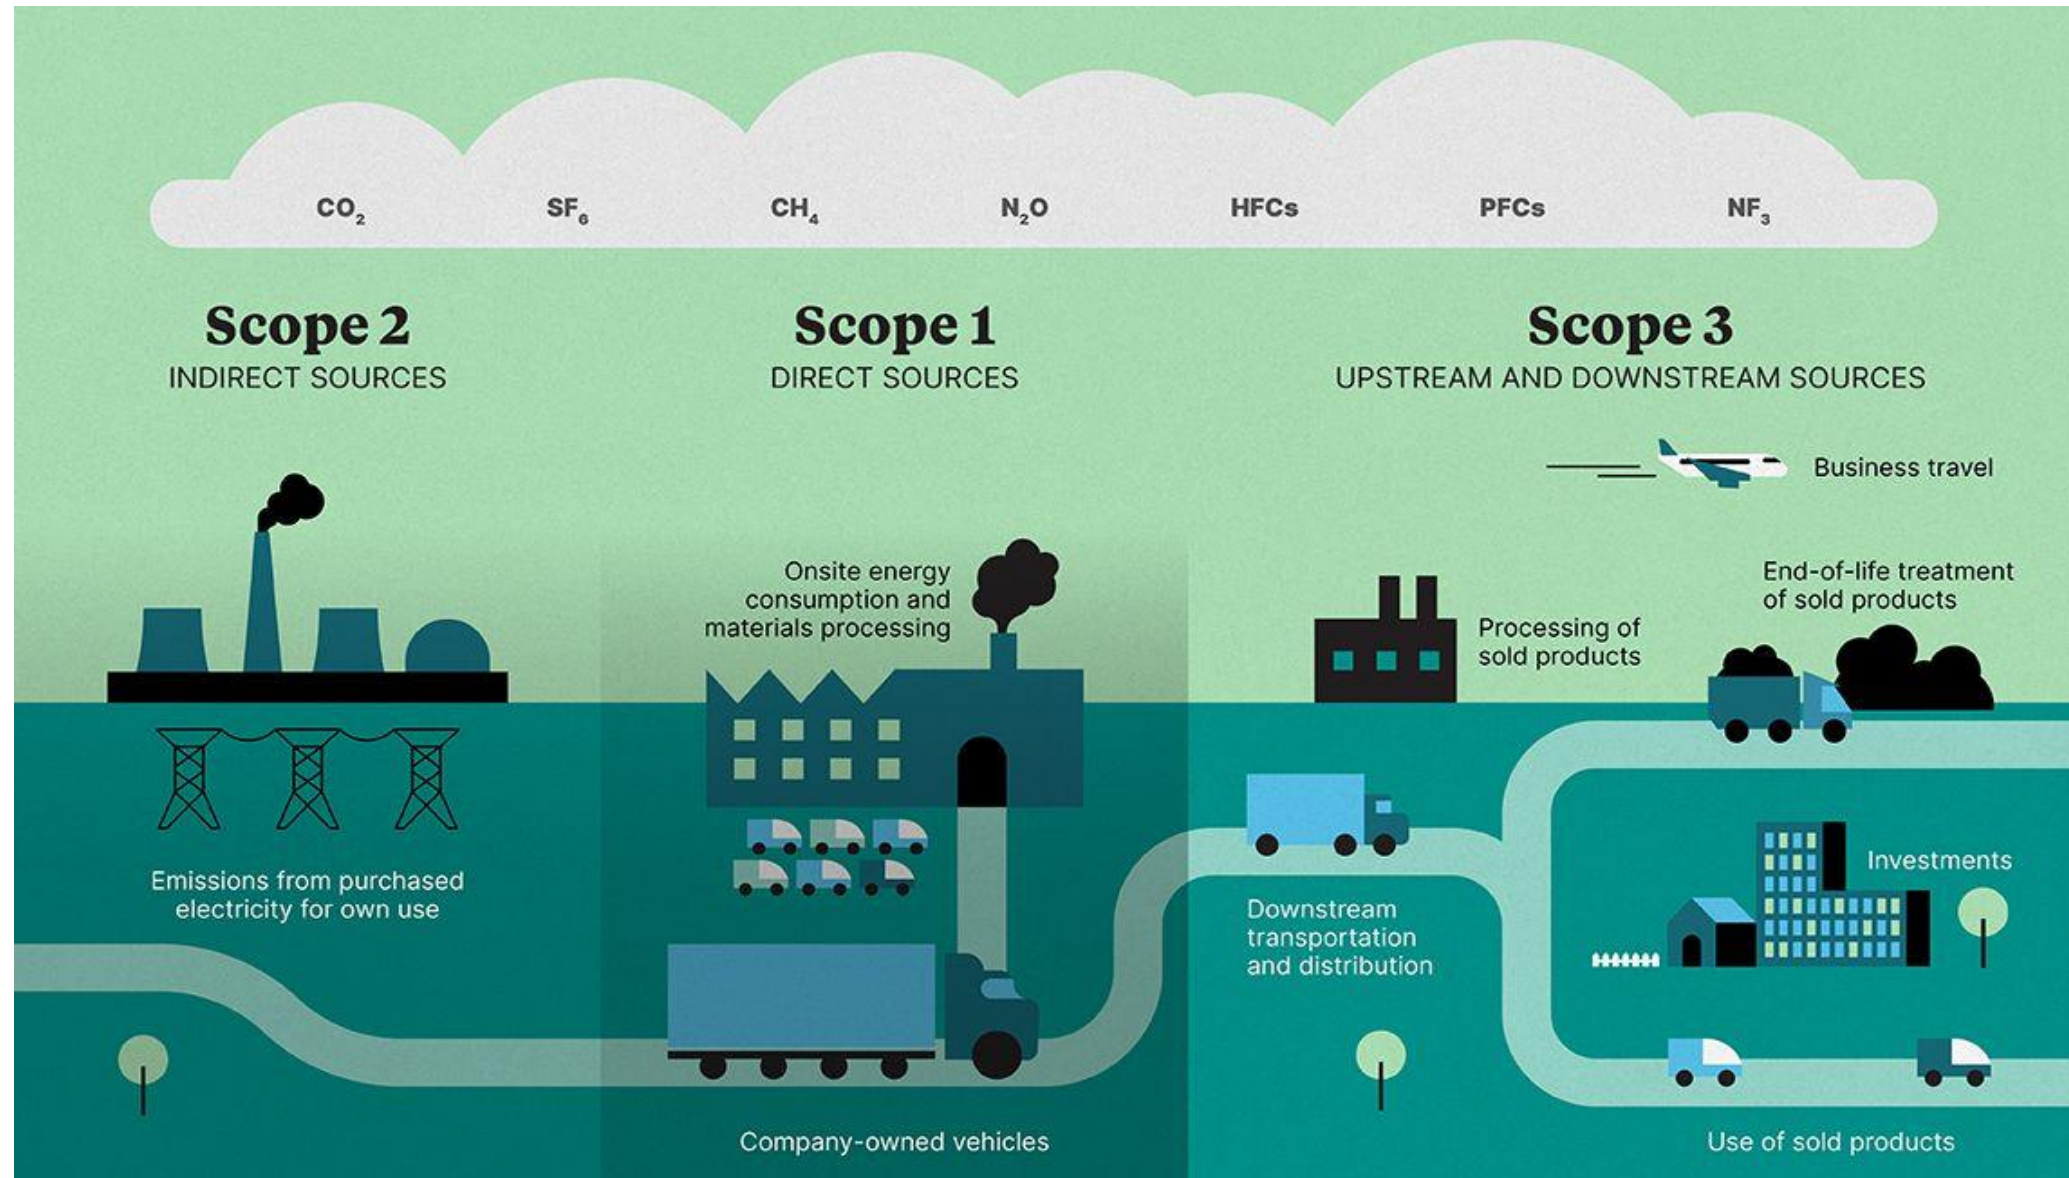 CO₂ SF₆ CH₄ N₂O HFCs PFCs NF₃
Scope 2
INDIRECT SOURCES
Emissions from purchased
electricity for own use
Scope 1
DIRECT SOURCES
Onsite energy
consumption and
materials processing
Company-owned vehicles
Scope 3
UPSTREAM AND DOWNSTREAM SOURCES
Business travel
Processing of
sold products
End-of-life treatment
of sold products
Downstream
transportation
and distribution
Investments
Use of sold products